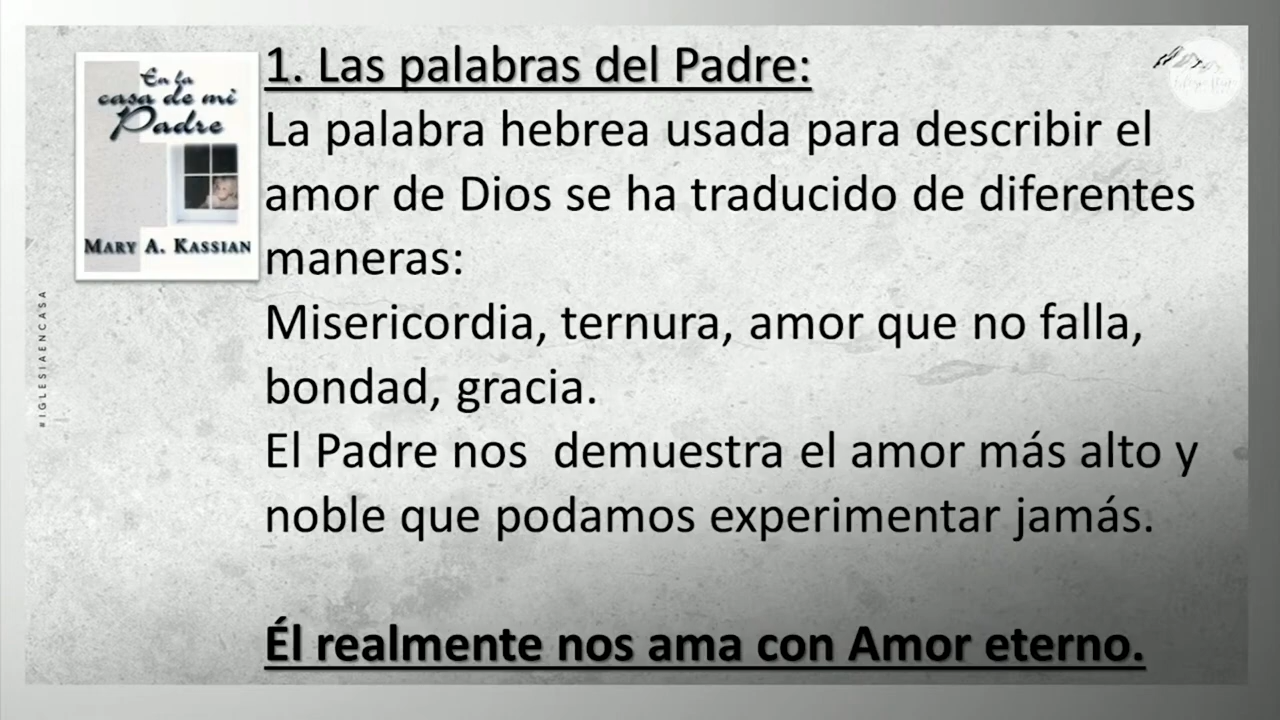 En la
casa de mi
Padre
MARY A. KASSIAN
#IGLESIAENCASA
1. Las palabras del Padre:
La palabra hebrea usada para describir el
amor de Dios se ha traducido de diferentes
maneras:
Misericordia, ternura, amor que no falla,
bondad, gracia.
El Padre nos  demuestra el amor más alto y
noble que podamos experimentar jamás.
Él realmente nos ama con Amor eterno.